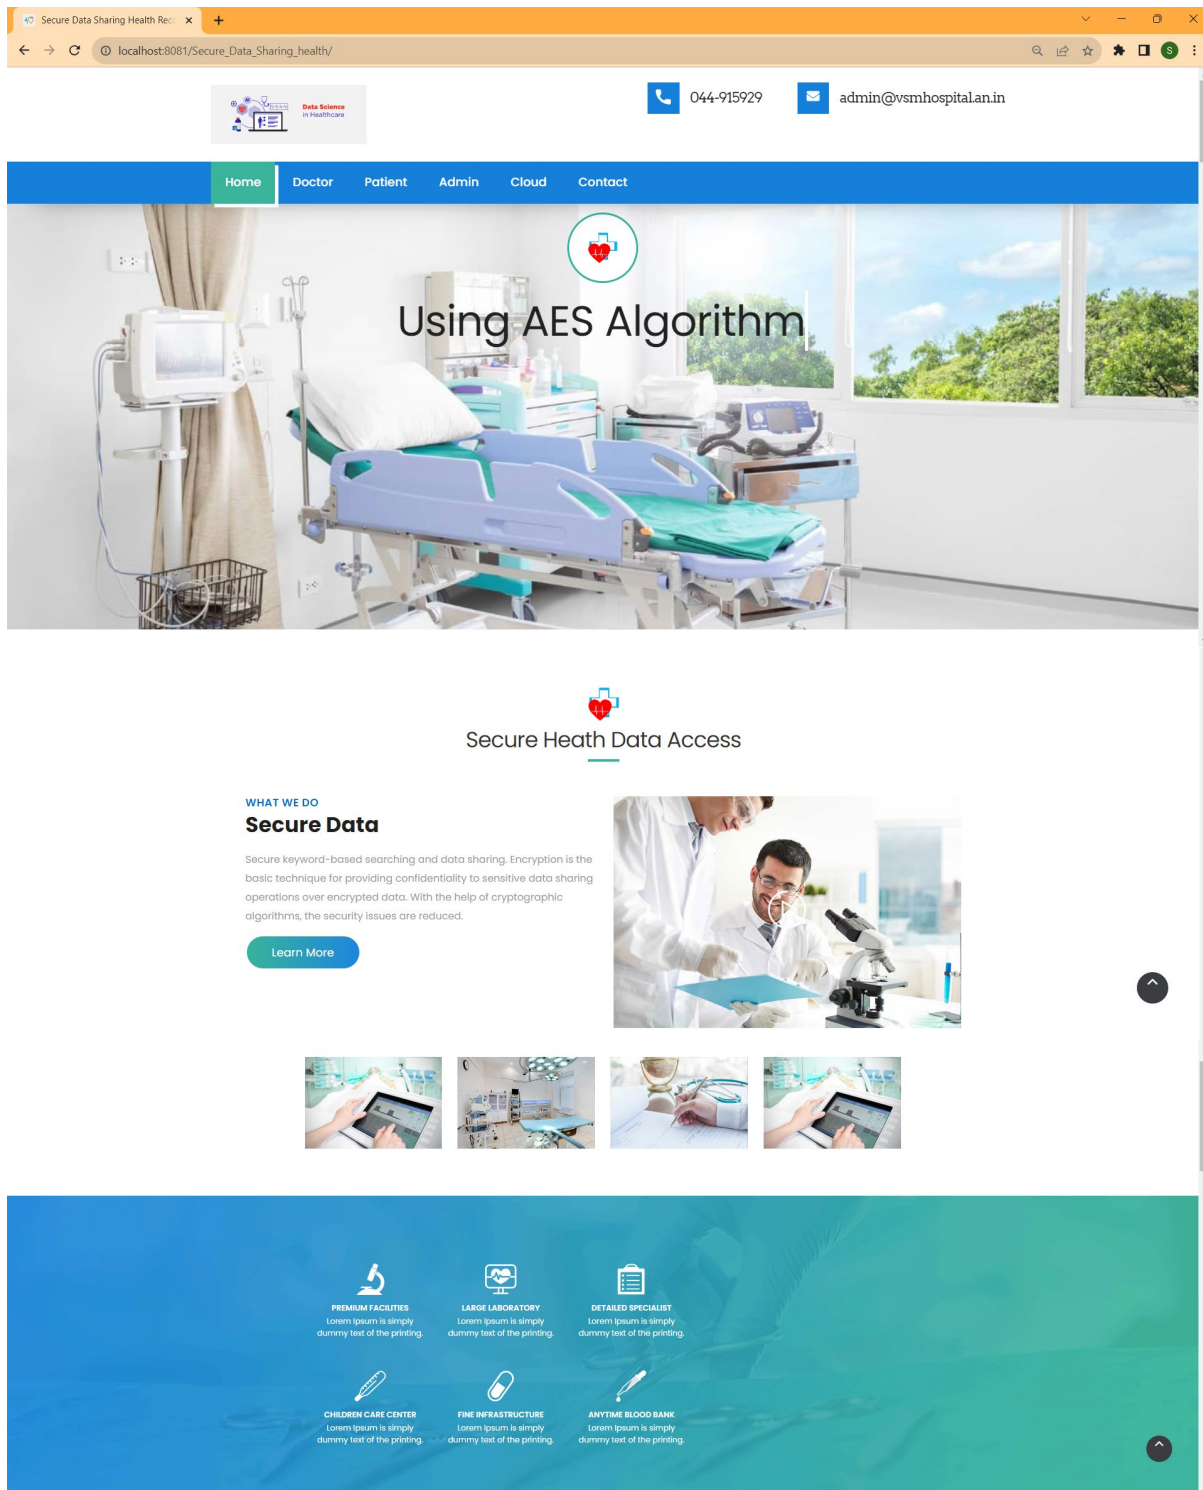 Secure Data Sharing Health Rec
localhost:8081/Secure_Data_Sharing_health/
S
Data Science
in Healthcare
044-915929
admin@vsmhospital.an.in
Home Doctor Patient Admin Cloud Contact
Using AES Algorithm
Secure Heath Data Access
WHAT WE DO
Secure Data
Secure keyword-based searching and data sharing. Encryption is the
basic technique for providing confidentiality to sensitive data sharing
operations over encrypted data. With the help of cryptographic
algorithms, the security issues are reduced.
Learn More
PREMIUM FACILITIES
Lorem Ipsum is simply
dummy text of the printing.
LARGE LABORATORY
Lorem Ipsum is simply
dummy text of the printing.
DETAILED SPECIALIST
Lorem Ipsum is simply
dummy text of the printing.
CHILDREN CARE CENTER
Lorem Ipsum is simply
dummy text of the printing.
FINE INFRASTRUCTURE
Lorem Ipsum is simply
dummy text of the printing.
ANYTIME BLOOD BANK
Lorem Ipsum is simply
dummy text of the printing.